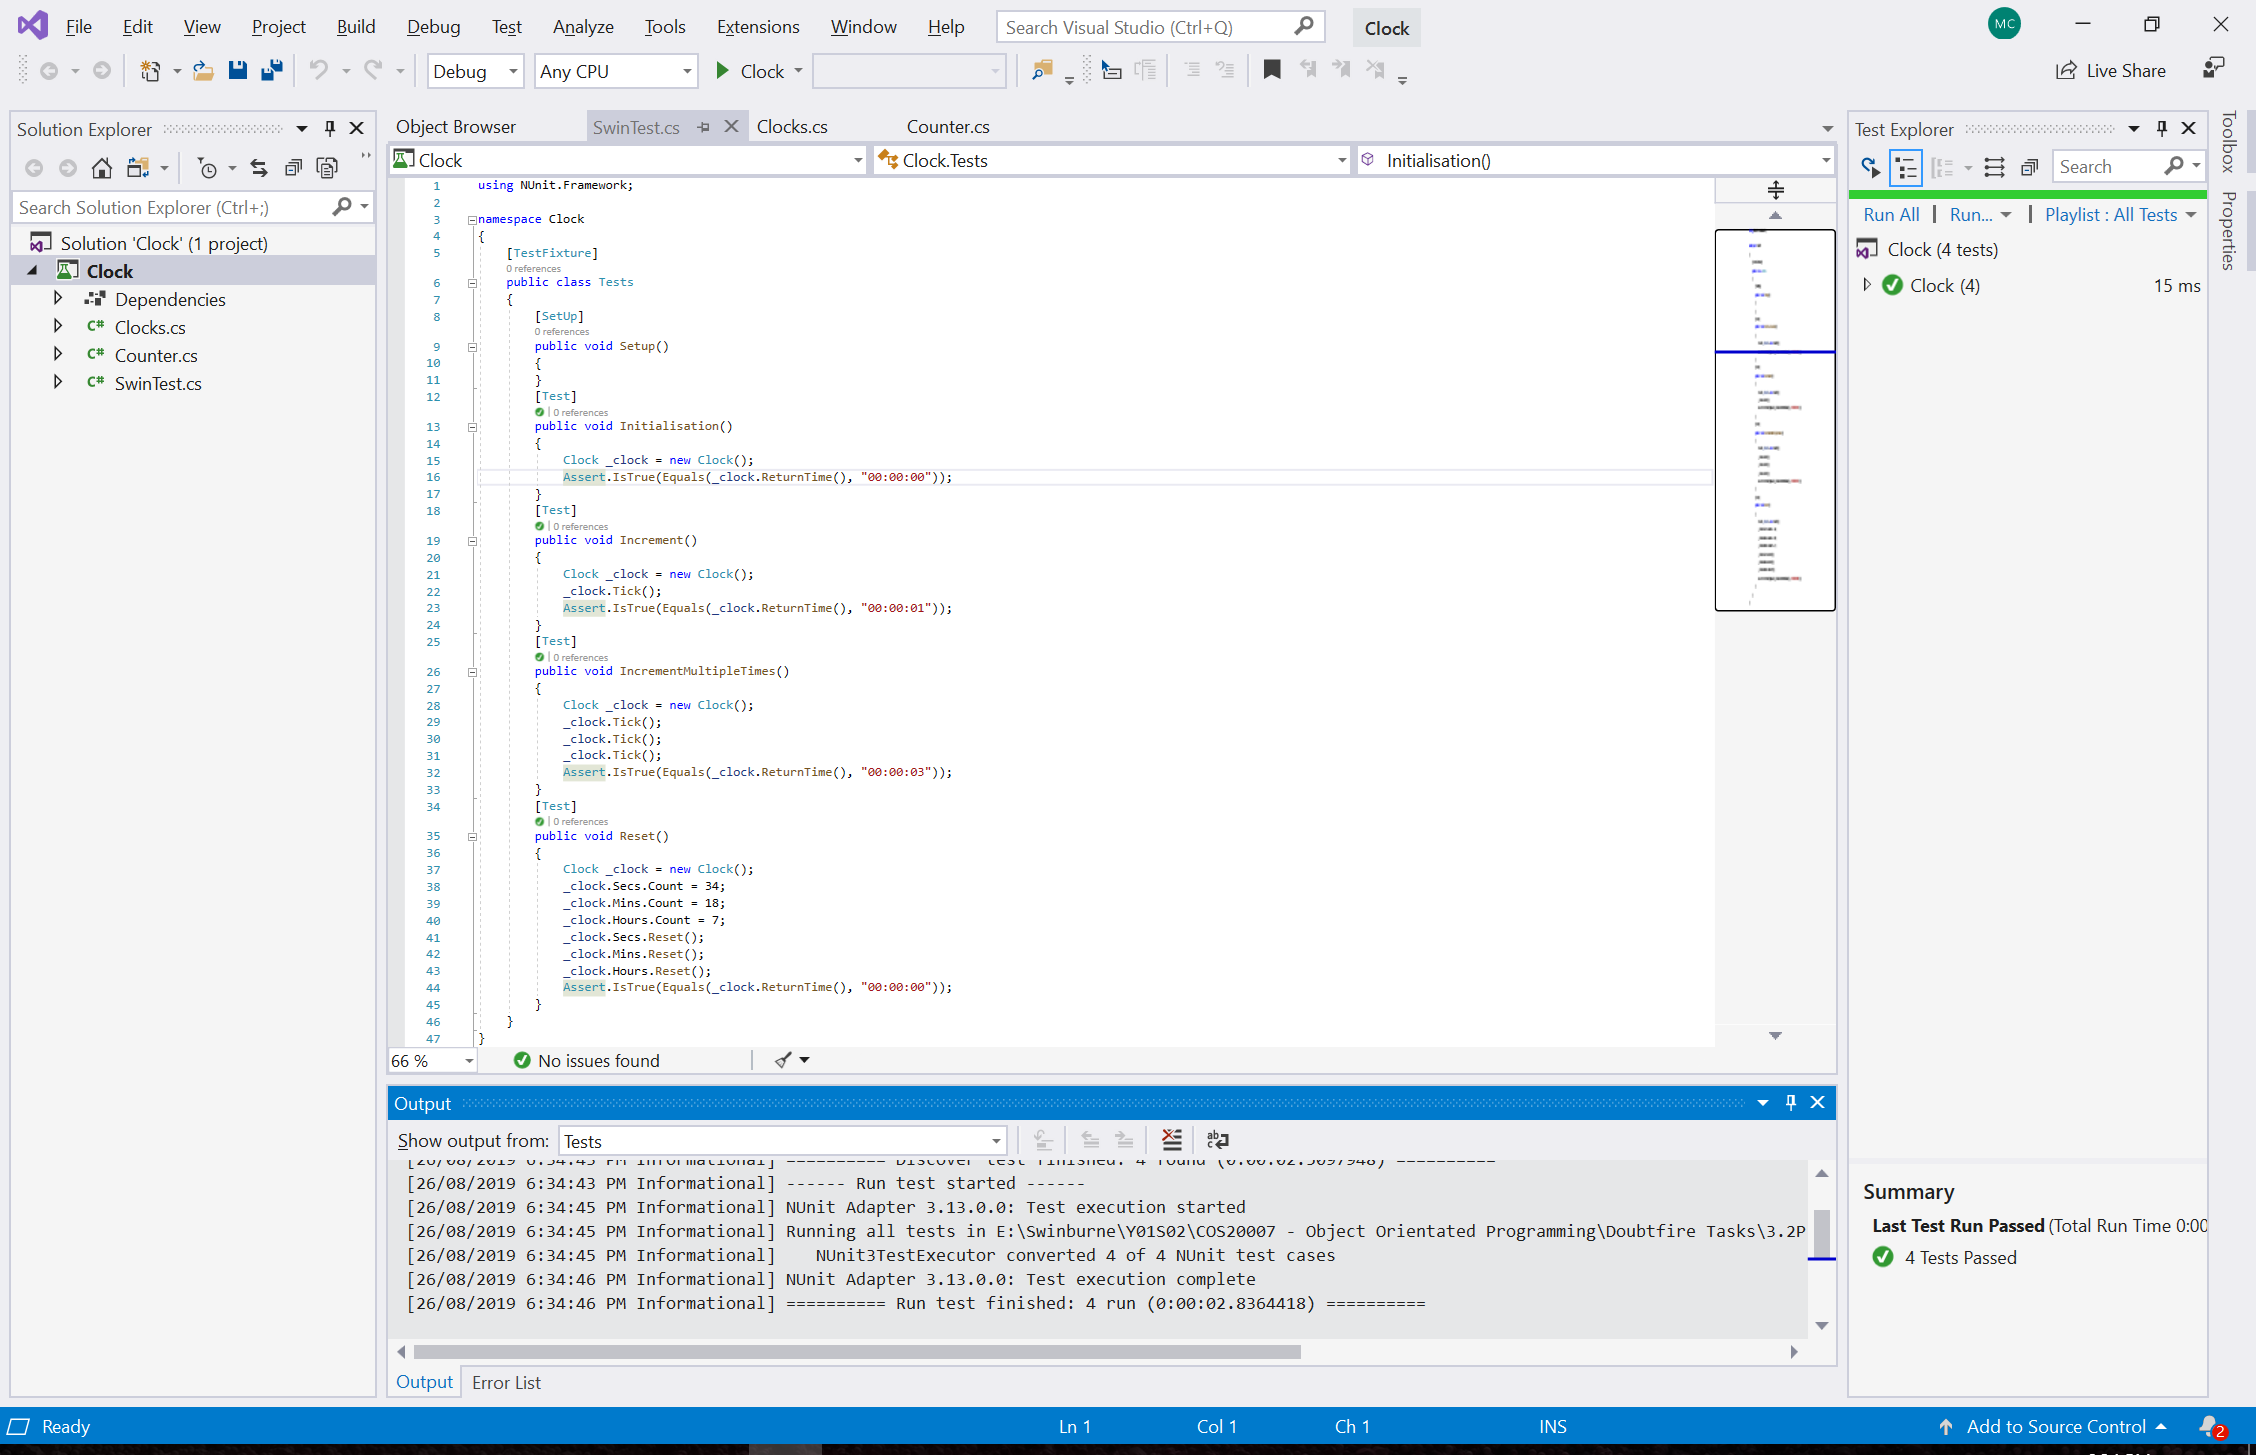 File Edit View Project Build Debug Test Analyze Tools Extensions Window Help Search Visual Studio (Ctrl+Q) Clock MC
Debug Any CPU Clock Live Share
Solution Explorer
Search Solution Explorer (Ctrl+;)
Solution 'Clock' (1 project)
Clock
Dependencies
C# Clocks.cs
C# Counter.cs
C# SwinTest.cs
Object Browser SwinTest.cs Clocks.cs Counter.cs
Clock Clock.Tests Initialisation()
1 using NUnit.Framework;
2
3 namespace Clock
4 {
5 [TestFixture]
0 references
6 public class Tests
7 {
8 [SetUp]
0 references
9 public void Setup()
10 {
11 }
12 [Test]
0 references
13 public void Initialisation()
14 {
15 Clock _clock = new Clock();
16 Assert.IsTrue(Equals(_clock.ReturnTime(), "00:00:00"));
17 }
18 [Test]
0 references
19 public void Increment()
20 {
21 Clock _clock = new Clock();
22 _clock.Tick();
23 Assert.IsTrue(Equals(_clock.ReturnTime(), "00:00:01"));
24 }
25 [Test]
0 references
26 public void IncrementMultipleTimes()
27 {
28 Clock _clock = new Clock();
29 _clock.Tick();
30 _clock.Tick();
31 _clock.Tick();
32 Assert.IsTrue(Equals(_clock.ReturnTime(), "00:00:03"));
33 }
34 [Test]
0 references
35 public void Reset()
36 {
37 Clock _clock = new Clock();
38 _clock.Secs.Count = 34;
39 _clock.Mins.Count = 18;
40 _clock.Hours.Count = 7;
41 _clock.Secs.Reset();
42 _clock.Mins.Reset();
43 _clock.Hours.Reset();
44 Assert.IsTrue(Equals(_clock.ReturnTime(), "00:00:00"));
45 }
46 }
47 }
66 % No issues found
Output
Show output from: Tests
[26/08/2019 6:34:43 PM Informational] ========== Discover test finished: 4 found (0:00:02.5097948) ==========
[26/08/2019 6:34:43 PM Informational] ------ Run test started ------
[26/08/2019 6:34:45 PM Informational] NUnit Adapter 3.13.0.0: Test execution started
[26/08/2019 6:34:45 PM Informational] Running all tests in E:\Swinburne\Y01S02\COS20007 - Object Orientated Programming\Doubtfire Tasks\3.2P
[26/08/2019 6:34:45 PM Informational] NUnit3TestExecutor converted 4 of 4 NUnit test cases
[26/08/2019 6:34:46 PM Informational] NUnit Adapter 3.13.0.0: Test execution complete
[26/08/2019 6:34:46 PM Informational] ========== Run test finished: 4 run (0:00:02.8364418) ==========
Output Error List
Test Explorer
Search
Run All Run... Playlist : All Tests
Clock (4 tests)
Clock (4) 15 ms
Summary
Last Test Run Passed (Total Run Time 0:00
4 Tests Passed
Toolbox
Properties
Ready Ln 1 Col 1 Ch 1 INS Add to Source Control 2